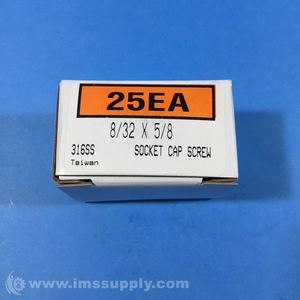 25EA
8/32 X 5/8
316SS SOCKET CAP SCREW
Taiwan
© www.imssupply.com